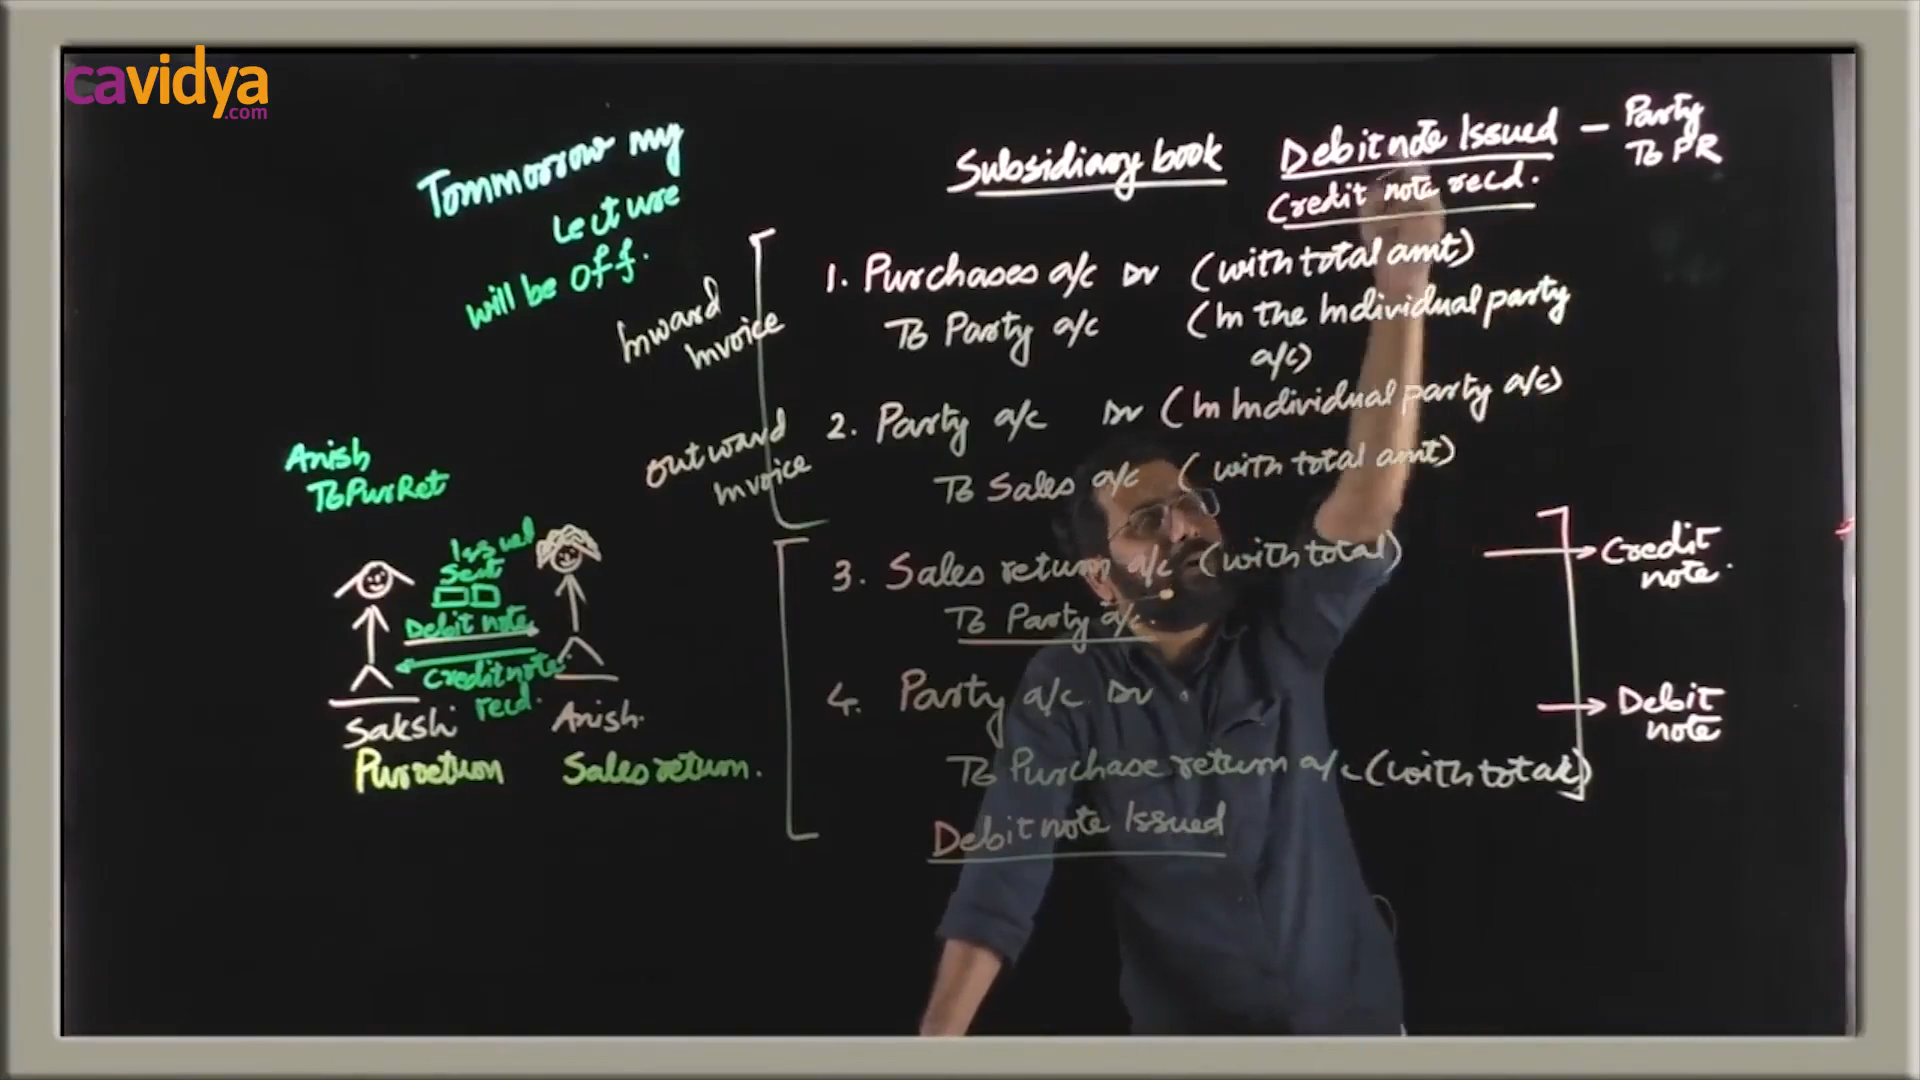 cavidya
.com
Tommorrow my
Lecture
will be off.
Subsidiary book
Debit note Issued - Party
To PR
Credit note recd.
Inward
Invoice
1. Purchases a/c Dr (with total amt)
To Party a/c (In the Individual party
a/c)
outward
Invoice
2. Party a/c Dr (In Individual party a/c)
To Sales a/c (with total amt)
3. Sales return a/c (with total)
To Party a/c.
4. Party a/c Dr
To Purchase return a/c (with total)
Debit note Issued
Credit
note.
Debit
note
Anish
To Pur Ret
Issued
Sent
Debit note
Credit note
recd.
Sakshi
Anish.
Pur return
Sales return.